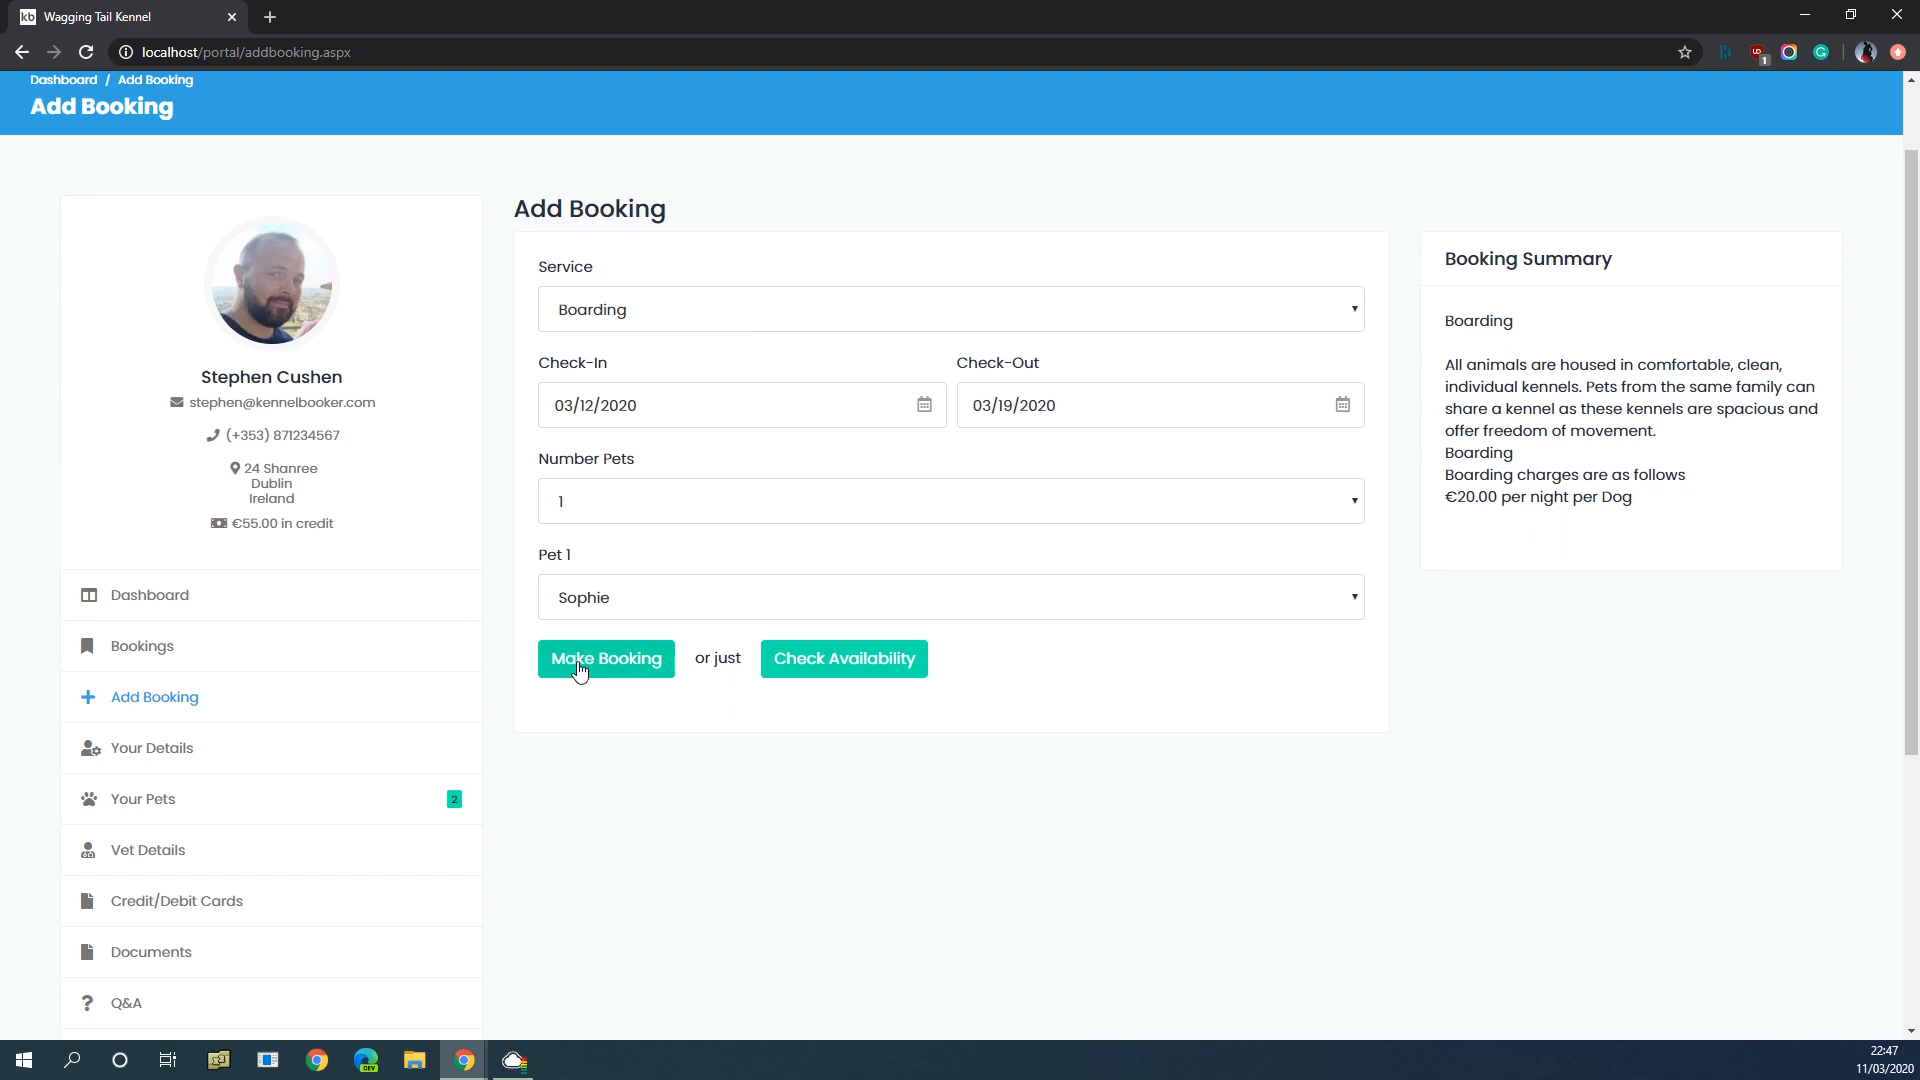 kb Wagging Tail Kennel
localhost/portal/addbooking.aspx
UD
1
G
Dashboard / Add Booking
Add Booking
Stephen Cushen
stephen@kennelbooker.com
(+353) 871234567
24 Shanree
Dublin
Ireland
€55.00 in credit
Dashboard
Bookings
Add Booking
Your Details
Your Pets 2
Vet Details
Credit/Debit Cards
Documents
Q&A
Add Booking
Service
Boarding
Check-In Check-Out
03/12/2020 03/19/2020
Number Pets
1
Pet 1
Sophie
Make Booking or just Check Availability
Booking Summary
Boarding
All animals are housed in comfortable, clean,
individual kennels. Pets from the same family can
share a kennel as these kennels are spacious and
offer freedom of movement.
Boarding
Boarding charges are as follows
€20.00 per night per Dog
DEV
22:47
11/03/2020